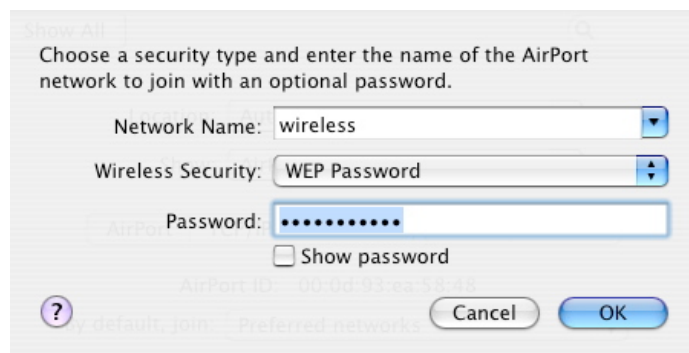 Show All
Choose a security type and enter the name of the AirPort
network to join with an optional password.
Network Name: wireless
Wireless Security: WEP Password
Password: •••••••••••
Show password
AirPort ID: 00:0d:93:ea:58:48
? Cancel OK
by default, Join: Preferred networks